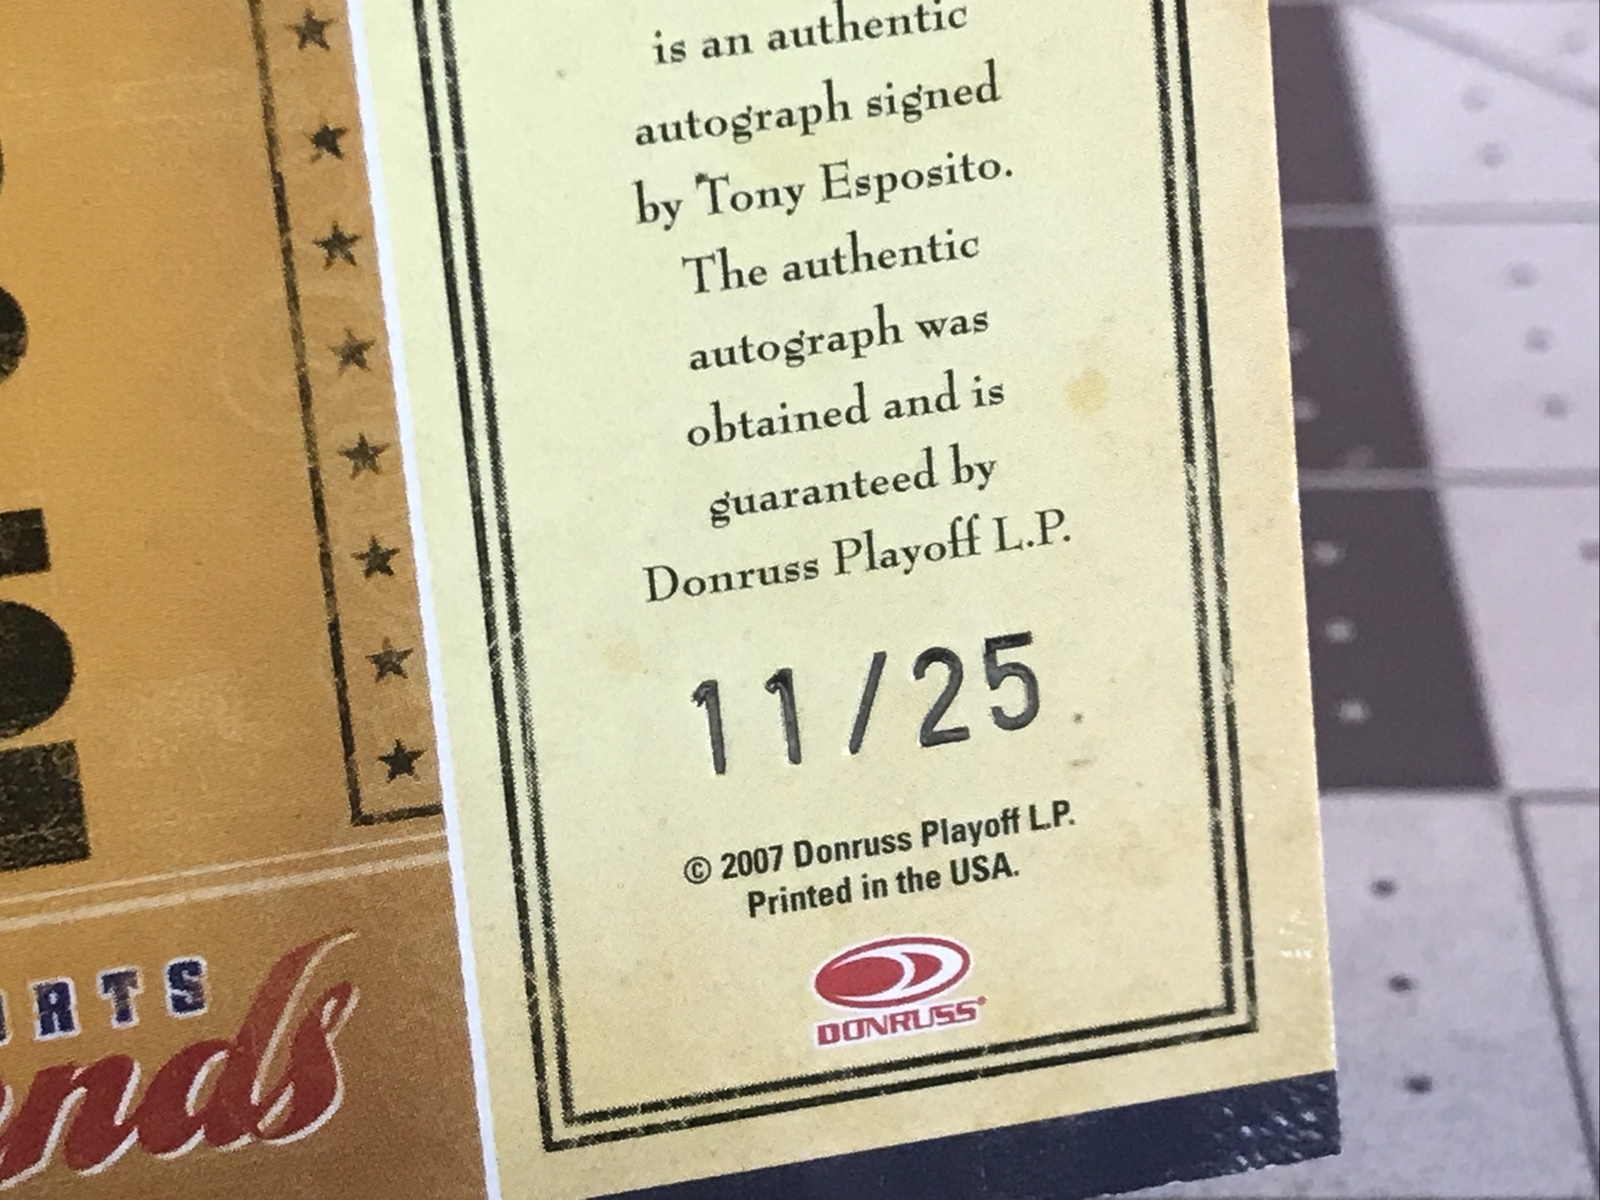 is an authentic
autograph signed
by Tony Esposito.
The authentic
autograph was
obtained and is
guaranteed by
Donruss Playoff L.P.
11/25
© 2007 Donruss Playoff L.P.
Printed in the USA.
DONRUSS®